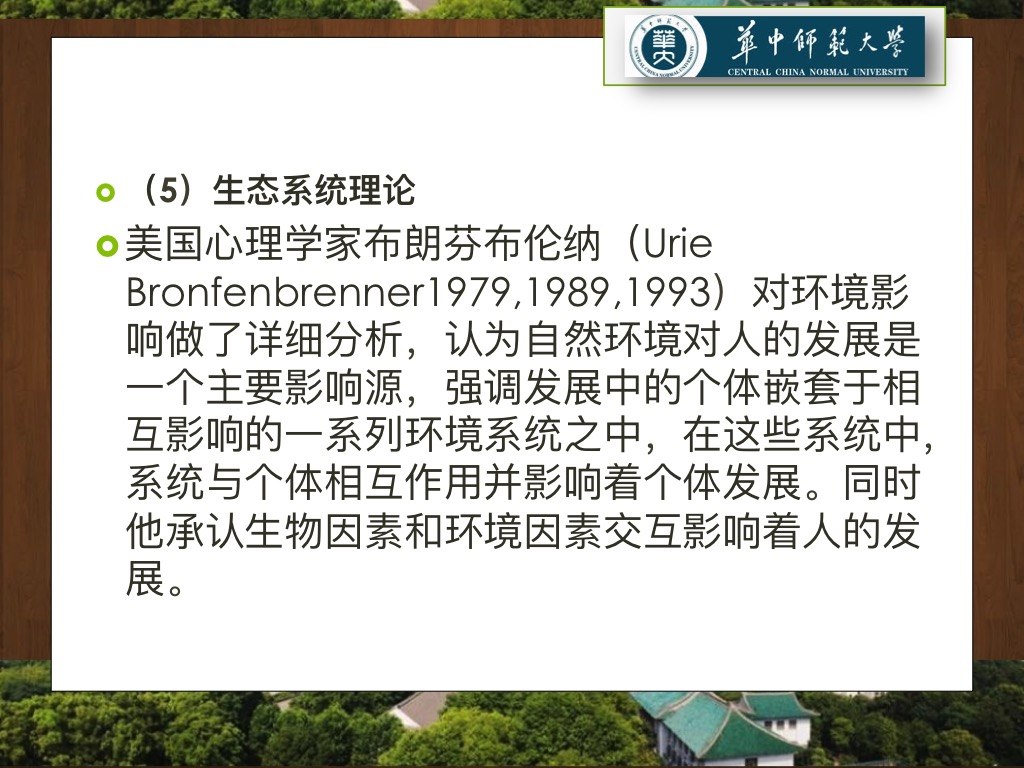 華中師範大學
CENTRAL CHINA NORMAL UNIVERSITY
（5）生态系统理论
美国心理学家布朗芬布伦纳（Urie
Bronfenbrenner1979,1989,1993）对环境影
响做了详细分析，认为自然环境对人的发展是
一个主要影响源，强调发展中的个体嵌套于相
互影响的一系列环境系统之中，在这些系统中，
系统与个体相互作用并影响着个体发展。同时
他承认生物因素和环境因素交互影响着人的发
展。